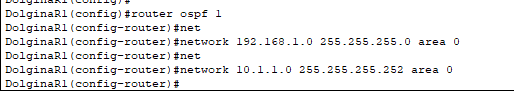 DolginaR1(config)#
DolginaR1(config)#router ospf 1
DolginaR1(config-router)#net
DolginaR1(config-router)#network 192.168.1.0 255.255.255.0 area 0
DolginaR1(config-router)#net
DolginaR1(config-router)#network 10.1.1.0 255.255.255.252 area 0
DolginaR1(config-router)#